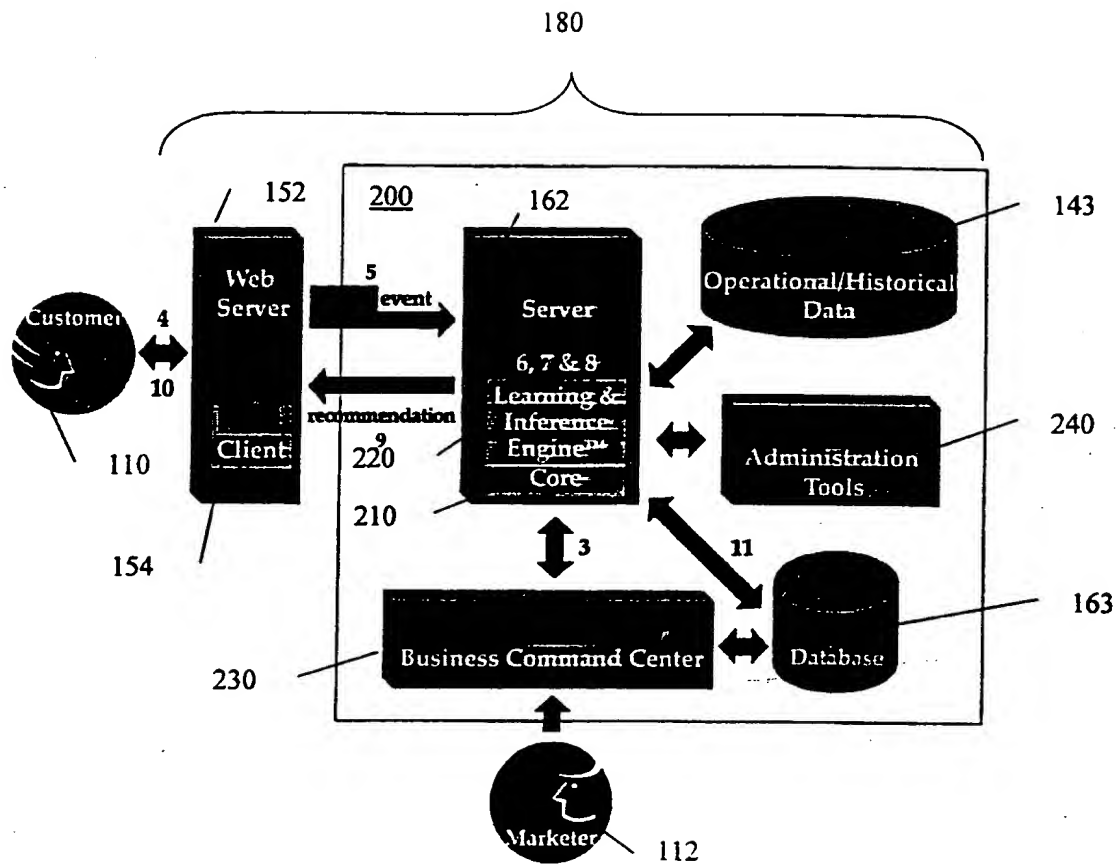 180
152
200
162
143
Web
Server
5
event
Server
Operational/Historical
Data
Customer
4
10
6, 7 & 8
Learning &
Inference
Engine™
Core
recommendation
9
220
Client
240
Administration
Tools
110
210
154
3
11
163
Business Command Center
Database
230
Marketer
112